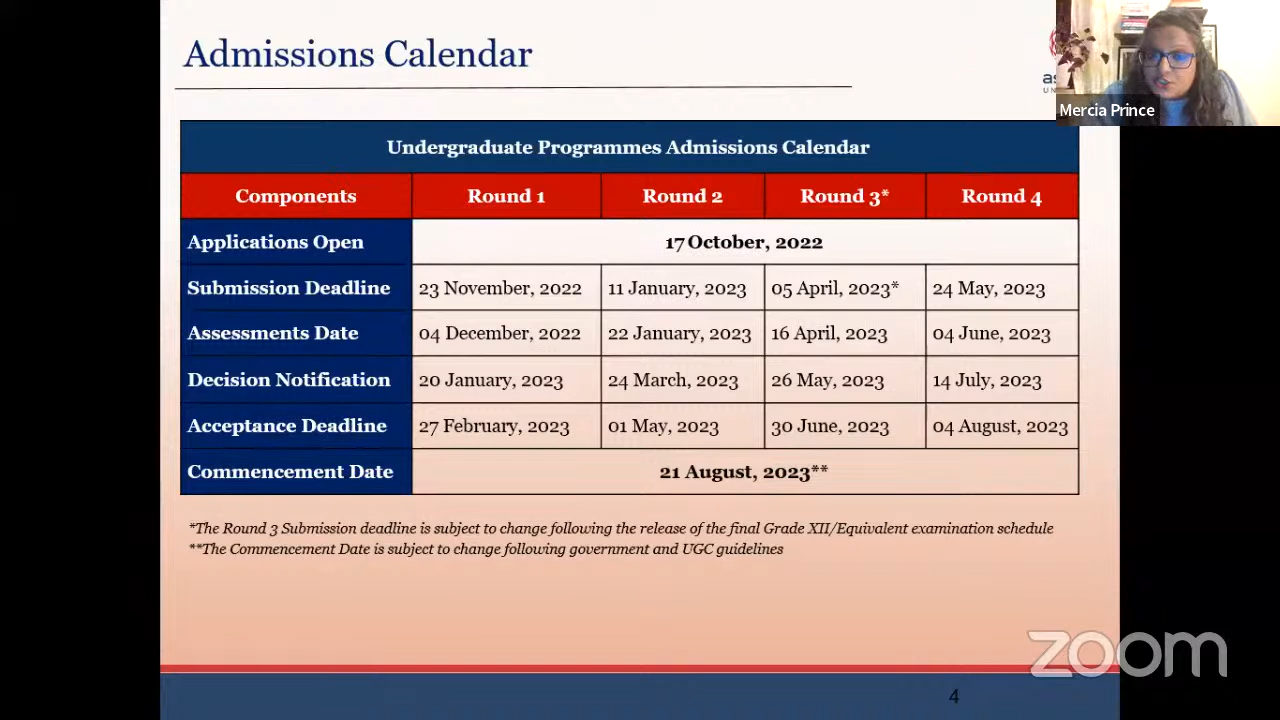 Admissions Calendar
Mercia Prince
Undergraduate Programmes Admissions Calendar
Components Round 1 Round 2 Round 3* Round 4
Applications Open 17 October, 2022
Submission Deadline 23 November, 2022 11 January, 2023 05 April, 2023* 24 May, 2023
Assessments Date 04 December, 2022 22 January, 2023 16 April, 2023 04 June, 2023
Decision Notification 20 January, 2023 24 March, 2023 26 May, 2023 14 July, 2023
Acceptance Deadline 27 February, 2023 01 May, 2023 30 June, 2023 04 August, 2023
Commencement Date 21 August, 2023**
*The Round 3 Submission deadline is subject to change following the release of the final Grade XII/Equivalent examination schedule
**The Commencement Date is subject to change following government and UGC guidelines
zoom
4